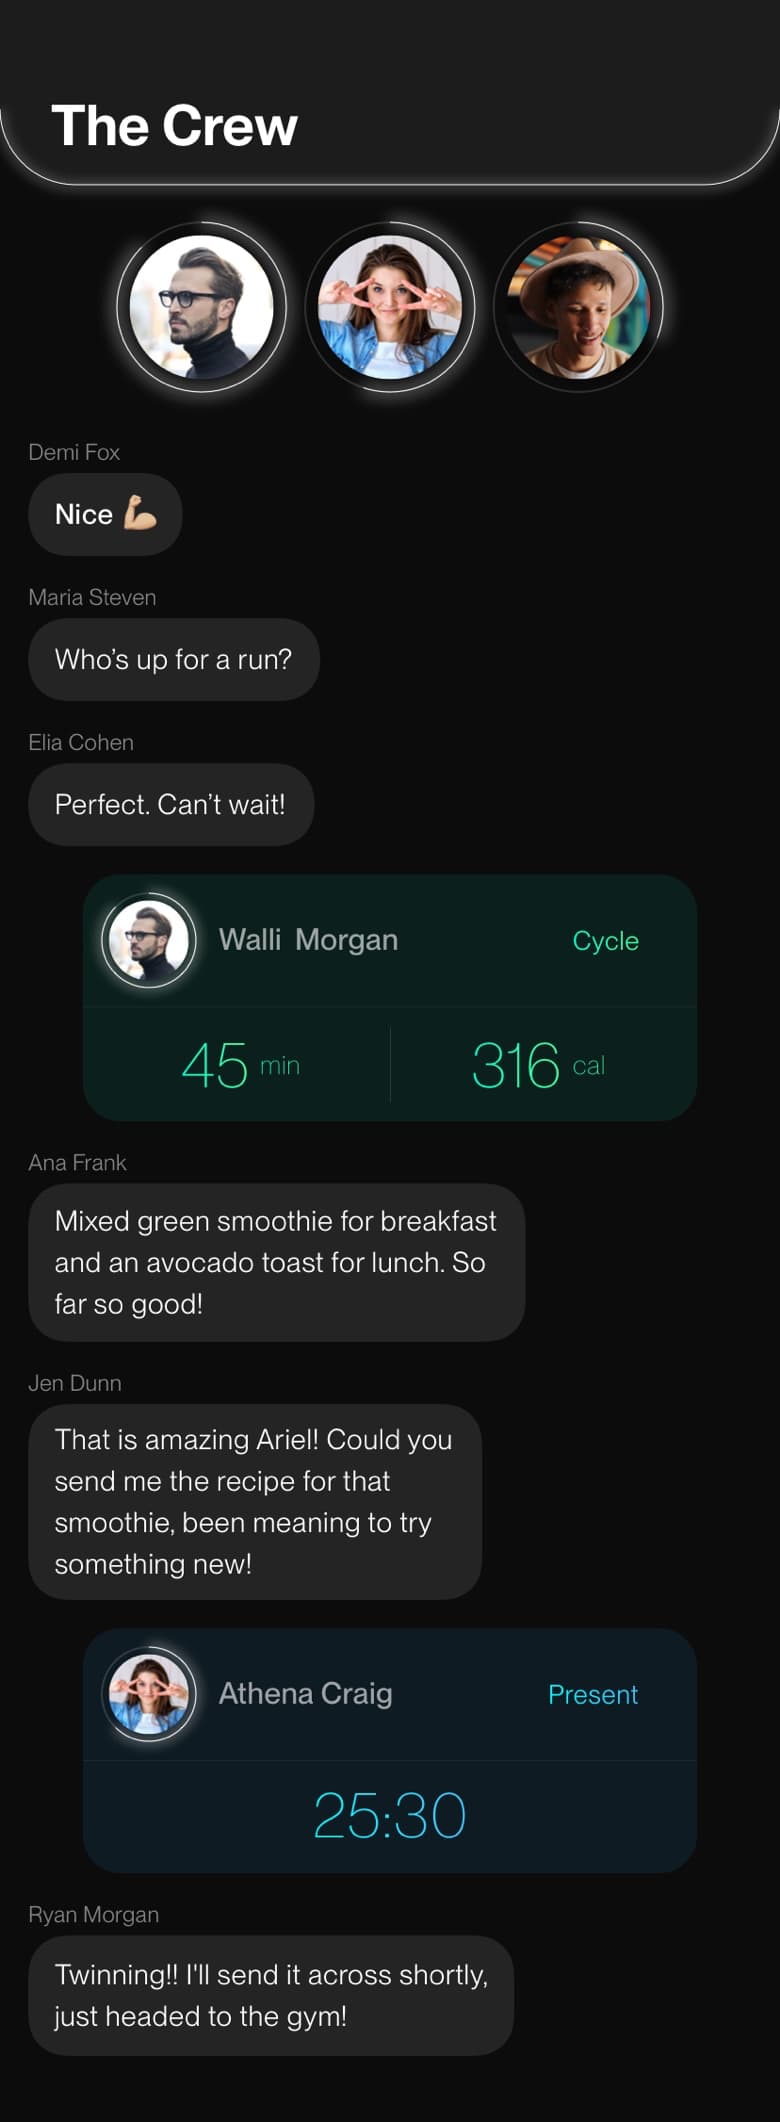 The Crew
Demi Fox
Nice 💪🏼
Maria Steven
Who’s up for a run?
Elia Cohen
Perfect. Can’t wait!
Walli  Morgan
Cycle
45 min
316 cal
Ana Frank
Mixed green smoothie for breakfast
and an avocado toast for lunch. So
far so good!
Jen Dunn
That is amazing Ariel! Could you
send me the recipe for that
smoothie, been meaning to try
something new!
Athena Craig
Present
25:30
Ryan Morgan
Twinning!! I'll send it across shortly,
just headed to the gym!